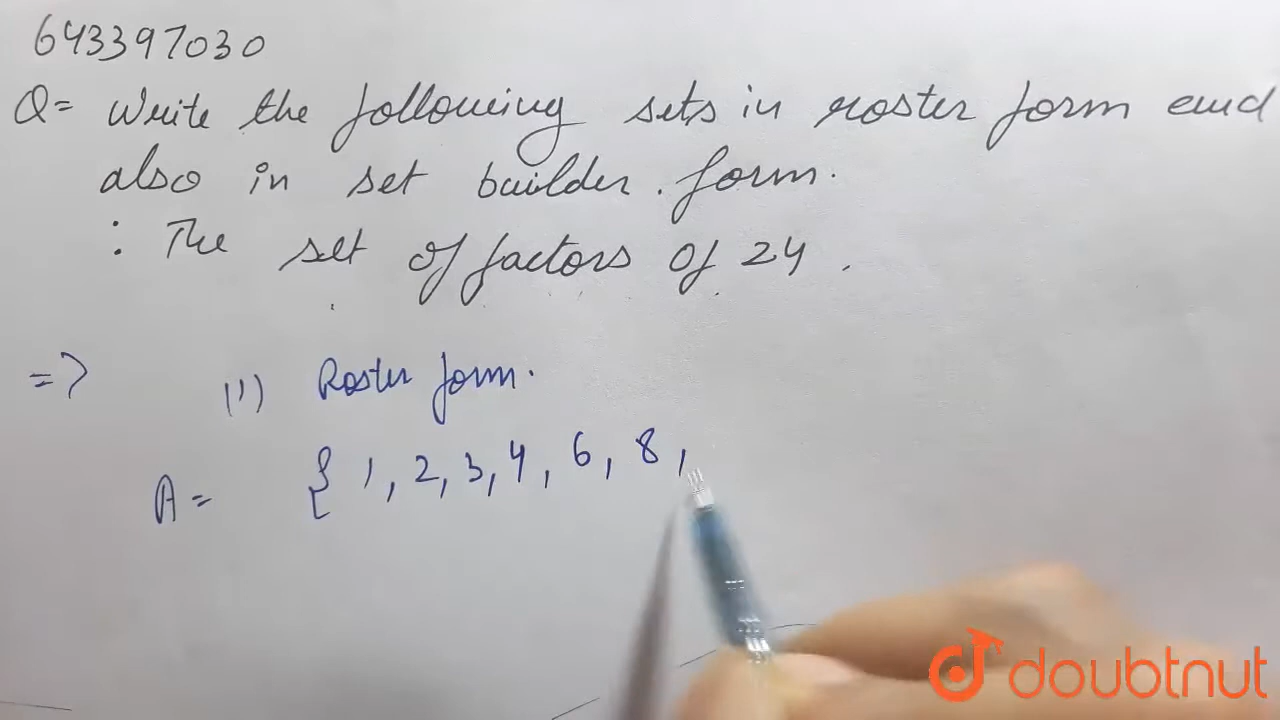 643397030
Q= Write the following sets in roster form and
also in set builder. form.
: The set of factors of 24.
=> (1) Roster form.
A= { 1, 2, 3, 4, 6, 8,
doubtnut